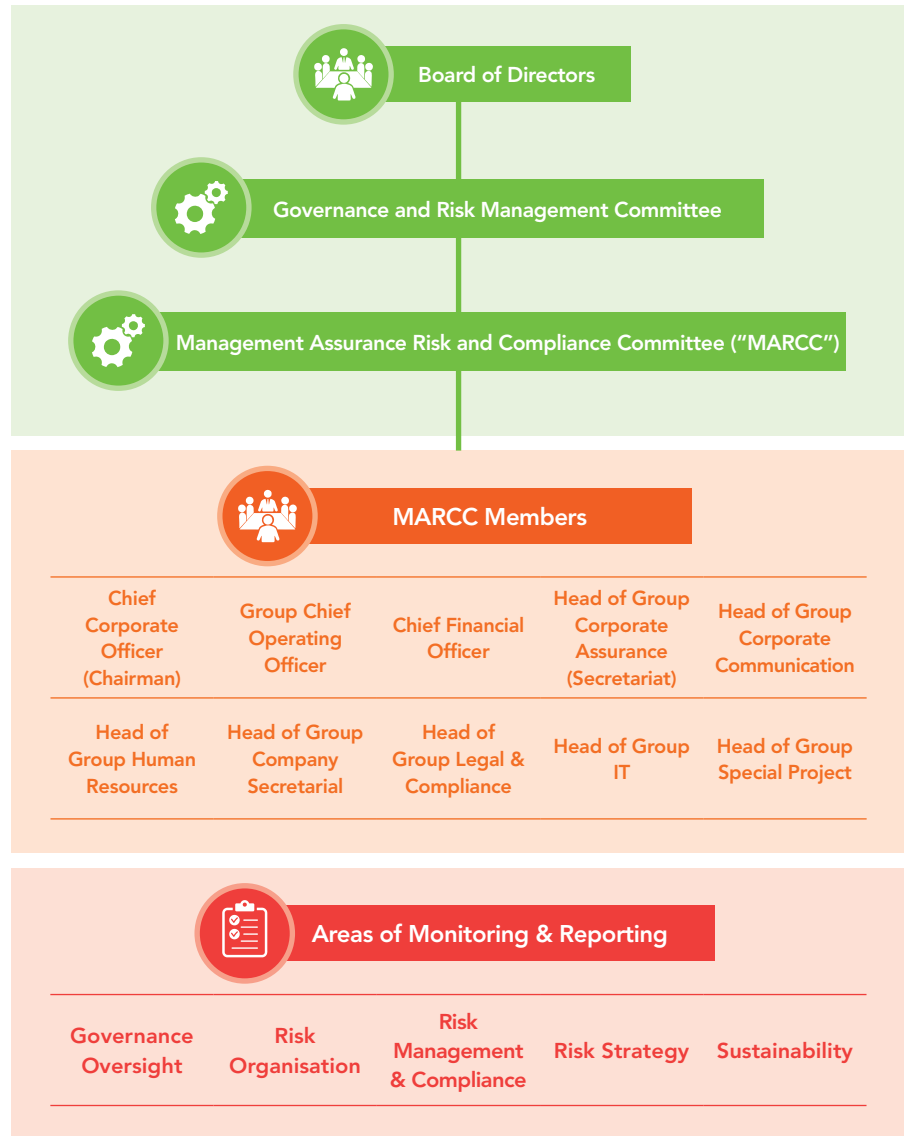 Board of Directors
Governance and Risk Management Committee
Management Assurance Risk and Compliance Committee (“MARCC”)
MARCC Members
Chief
Corporate
Officer
(Chairman)
Group Chief
Operating
Officer
Chief Financial
Officer
Head of Group
Corporate
Assurance
(Secretariat)
Head of Group
Corporate
Communication
Head of
Group Human
Resources
Head of Group
Company
Secretarial
Head of
Group Legal &
Compliance
Head of Group
IT
Head of Group
Special Project
Areas of Monitoring & Reporting
Governance
Oversight
Risk
Organisation
Risk
Management
& Compliance
Risk Strategy
Sustainability